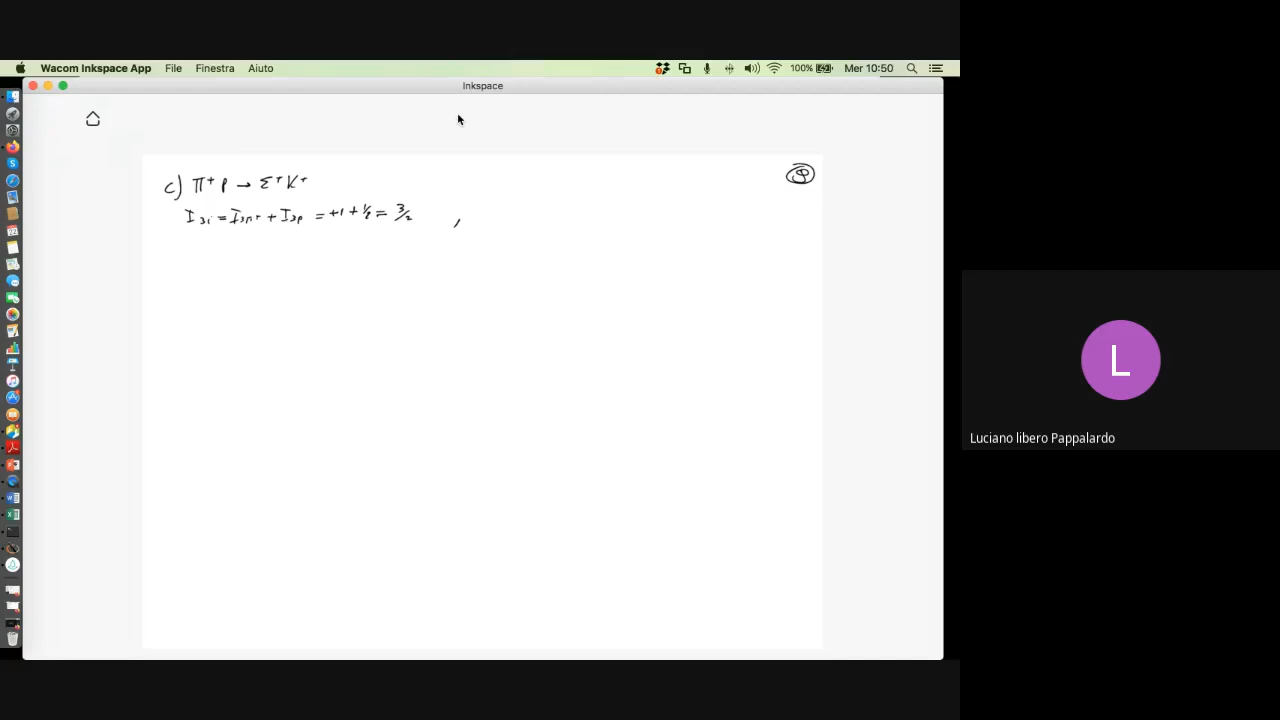 Wacom Inkspace App File Finestra Aiuto 100% Mer 10:50
Inkspace
c) π⁺ p → Σ⁺ K⁺
I₃ᵢ = I₃π⁺ + I₃p = +1 + 1/2 = 3/2
L
Luciano libero Pappalardo